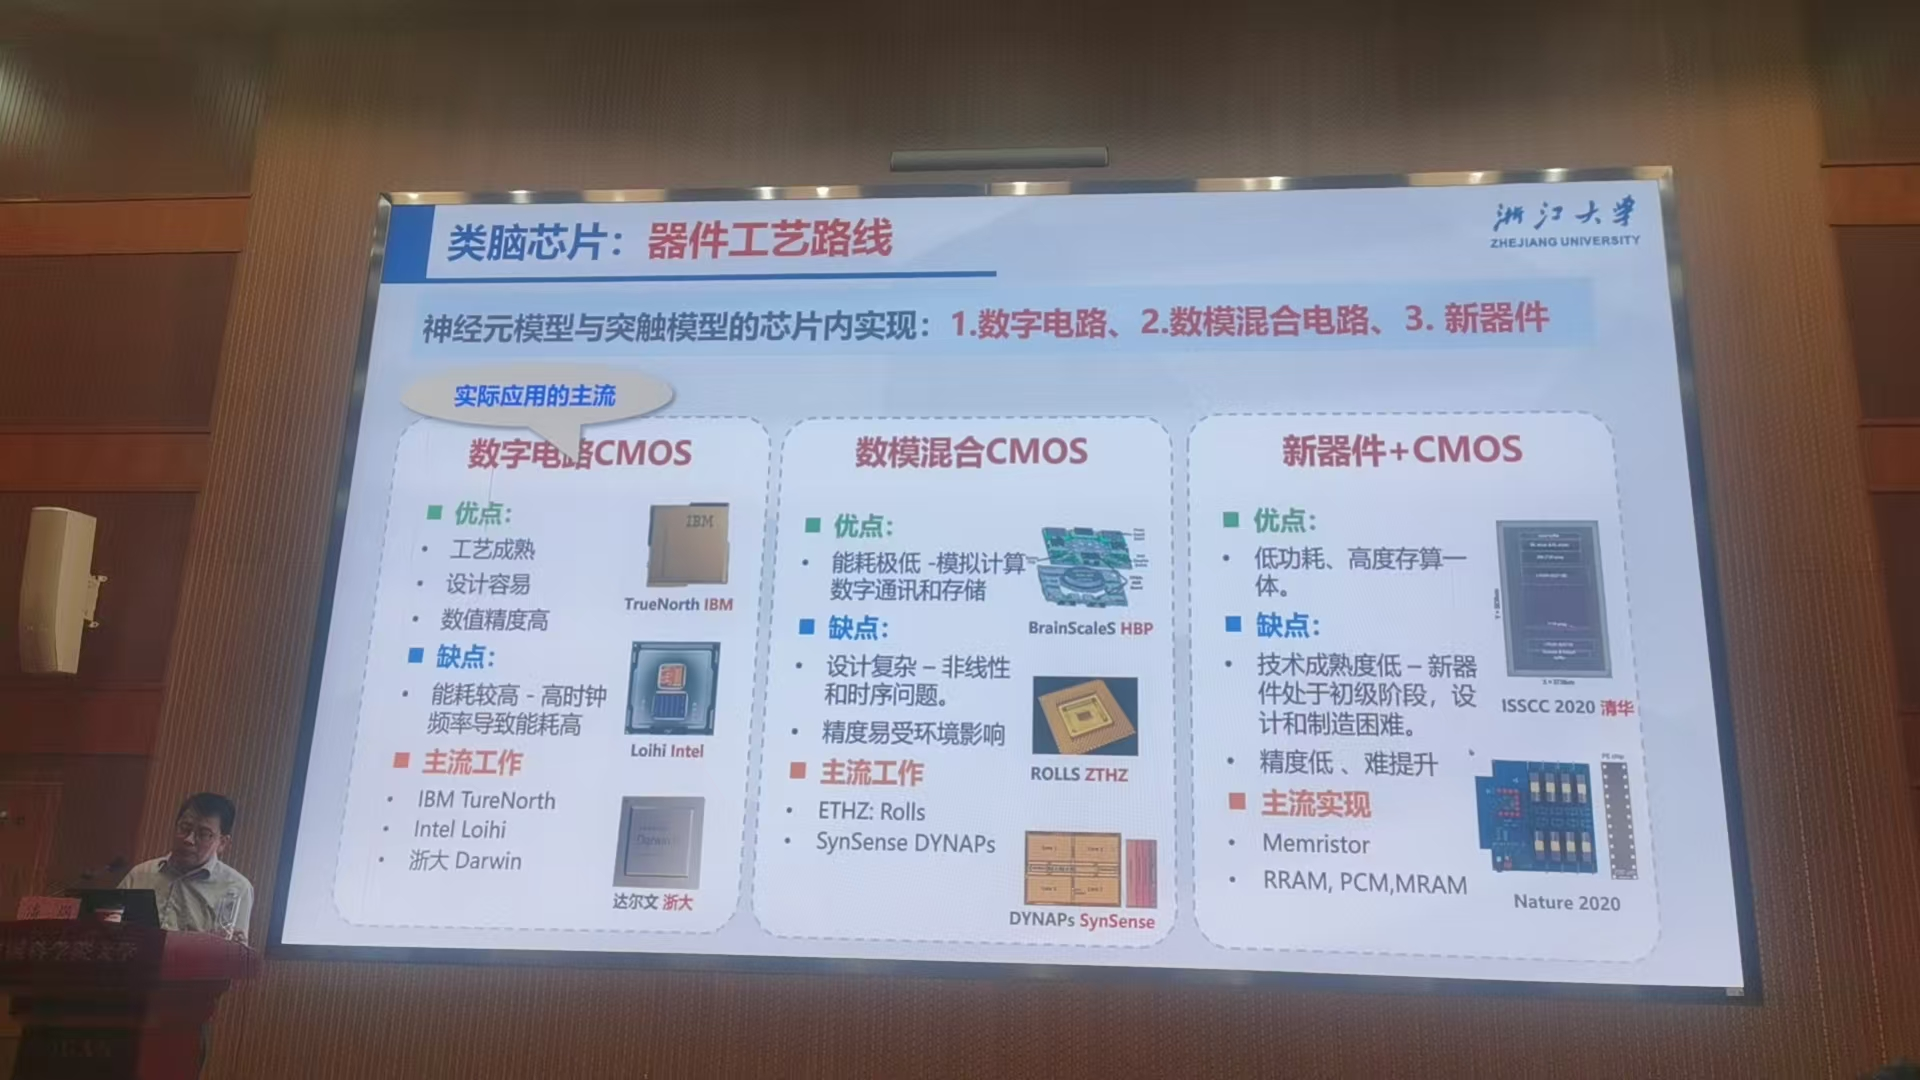 类脑芯片：器件工艺路线
浙江大学
ZHEJIANG UNIVERSITY
神经元模型与突触模型的芯片内实现：1.数字电路、2.数模混合电路、3. 新器件
实际应用的主流
数字电路CMOS
优点：
工艺成熟
设计容易
数值精度高
缺点：
能耗较高 - 高时钟
频率导致能耗高
主流工作
IBM TureNorth
Intel Loihi
浙大 Darwin
IBM
TrueNorth IBM
Loihi Intel
达尔文 浙大
数模混合CMOS
优点：
能耗极低 -模拟计算
数字通讯和存储
缺点：
设计复杂 – 非线性
和时序问题。
精度易受环境影响
主流工作
ETHZ: Rolls
SynSense DYNAPs
BrainScaleS HBP
ROLLS ZTHZ
DYNAPs SynSense
新器件+CMOS
优点：
低功耗、高度存算一
体。
缺点：
技术成熟度低 – 新器
件处于初级阶段，设
计和制造困难。
精度低 、难提升
主流实现
Memristor
RRAM, PCM,MRAM
ISSCC 2020 清华
Nature 2020